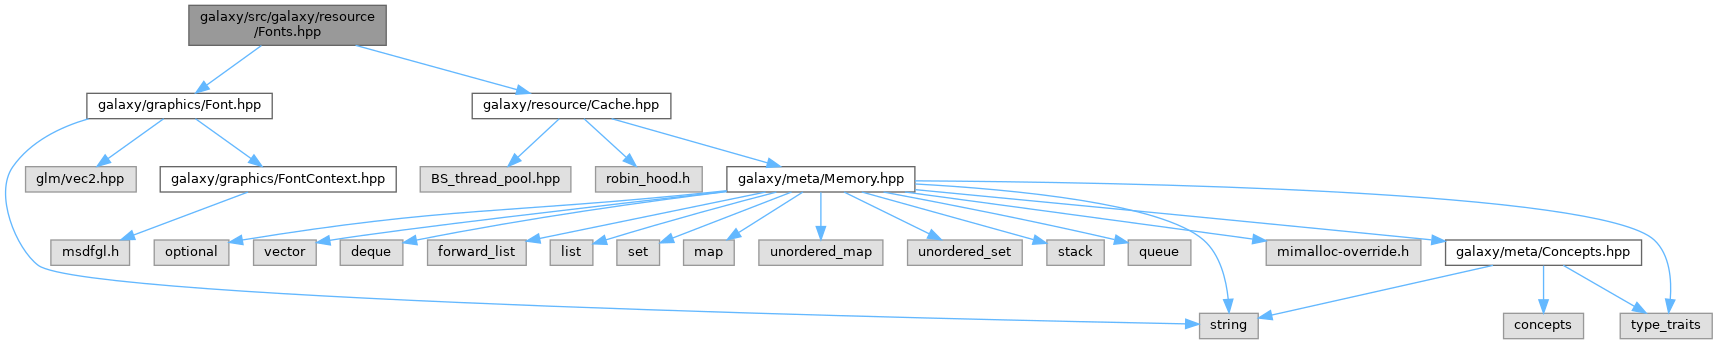 galaxy/src/galaxy/resource
/Fonts.hpp
galaxy/graphics/Font.hpp
galaxy/resource/Cache.hpp
glm/vec2.hpp
galaxy/graphics/FontContext.hpp
BS_thread_pool.hpp
robin_hood.h
galaxy/meta/Memory.hpp
msdfgl.h
optional
vector
deque
forward_list
list
set
map
unordered_map
unordered_set
stack
queue
mimalloc-override.h
galaxy/meta/Concepts.hpp
string
concepts
type_traits